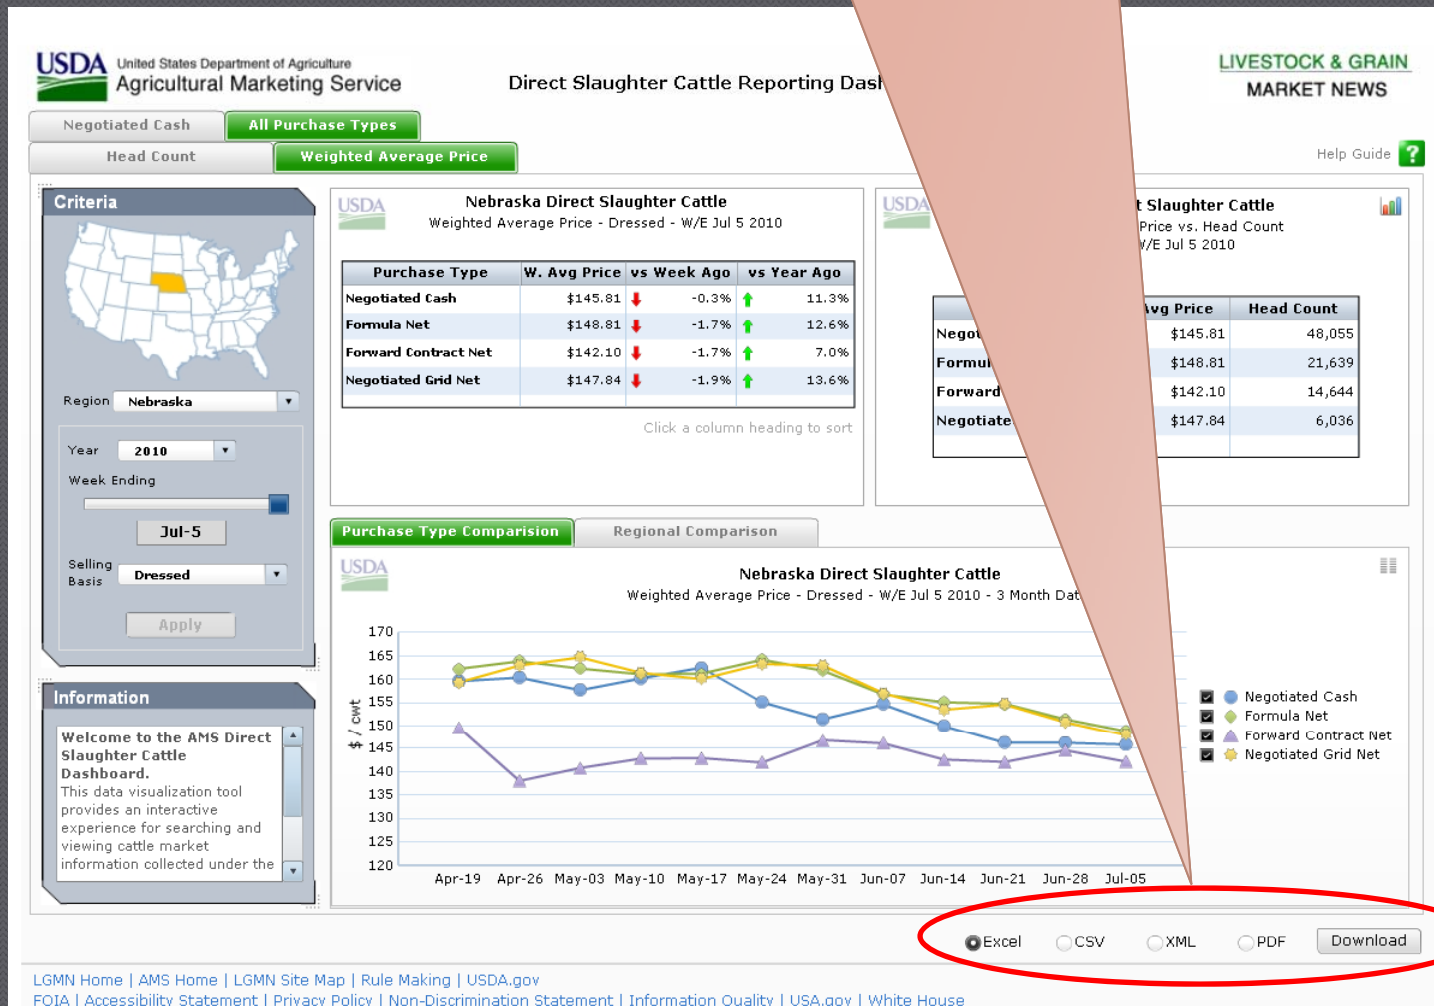 USDA United States Department of Agriculture
Agricultural Marketing Service
Direct Slaughter Cattle Reporting
LIVESTOCK & GRAIN
MARKET NEWS
Negotiated Cash
All Purchase Types
Head Count
Weighted Average Price
Help Guide ?
Criteria
Region Nebraska
Year 2010
Week Ending
Jul-5
Selling
Basis Dressed
Apply
Information
Welcome to the AMS Direct
Slaughter Cattle
Dashboard.
This data visualization tool
provides an interactive
experience for searching and
viewing cattle market
information collected under the
USDA
Nebraska Direct Slaughter Cattle
Weighted Average Price - Dressed - W/E Jul 5 2010
Purchase Type W. Avg Price vs Week Ago vs Year Ago
Negotiated Cash $145.81 -0.3% 11.3%
Formula Net $148.81 -1.7% 12.6%
Forward Contract Net $142.10 -1.7% 7.0%
Negotiated Grid Net $147.84 -1.9% 13.6%
Click a column heading to sort
USDA
Slaughter Cattle
Price vs. Head Count
W/E Jul 5 2010
Avg Price Head Count
$145.81 48,055
$148.81 21,639
Forward $142.10 14,644
$147.84 6,036
Purchase Type Comparision
Regional Comparison
USDA
Nebraska Direct Slaughter Cattle
Weighted Average Price - Dressed - W/E Jul 5 2010 - 3 Month
$ / cwt
170
165
160
155
150
145
140
135
130
125
120
Apr-19 Apr-26 May-03 May-10 May-17 May-24 May-31 Jun-07 Jun-14 Jun-21 Jun-28 Jul-05
Negotiated Cash
Formula Net
Forward Contract Net
Negotiated Grid Net
Excel CSV XML PDF Download
LGMN Home | AMS Home | LGMN Site Map | Rule Making | USDA.gov
FOIA | Accessibility Statement | Privacy Policy | Non-Discrimination Statement | Information Quality | USA.gov | White House